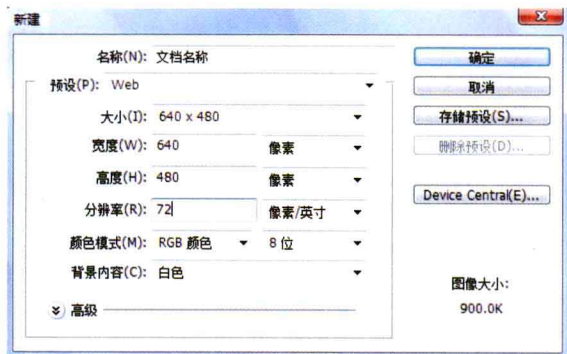 新建
名称(N): 文档名称
确定
预设(P): Web
取消
大小(I): 640 x 480
存储预设(S)...
宽度(W): 640 像素
删除预设(D)...
高度(H): 480 像素
Device Central(E)...
分辨率(R): 72 像素/英寸
颜色模式(M): RGB 颜色 8 位
背景内容(C): 白色
图像大小:
高级
900.0K